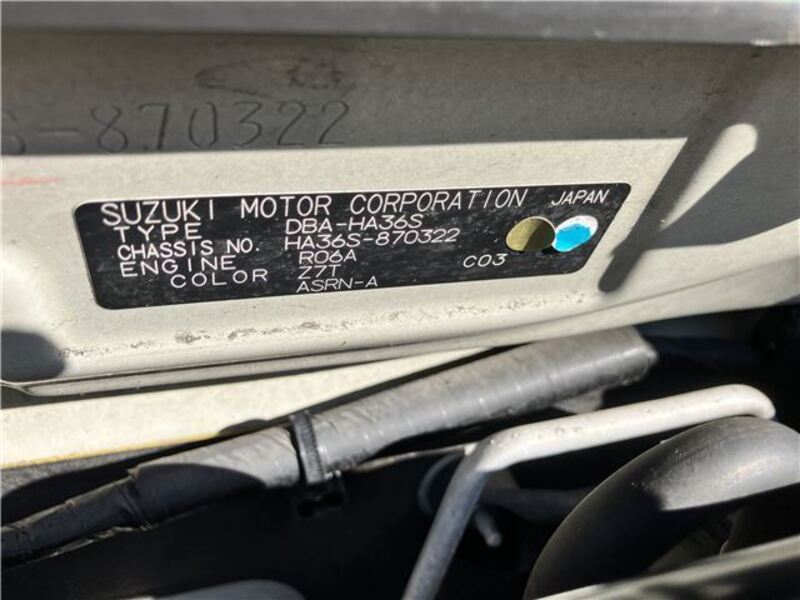 S-870322
SUZUKI MOTOR CORPORATION JAPAN
TYPE DBA-HA36S
CHASSIS NO. HA36S-870322
ENGINE R06A
COLOR Z7T C03
ASRN-A